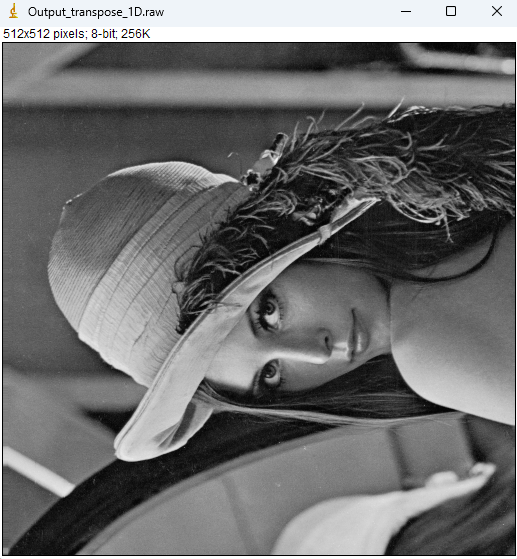 Output_transpose_1D.raw
512x512 pixels; 8-bit; 256K